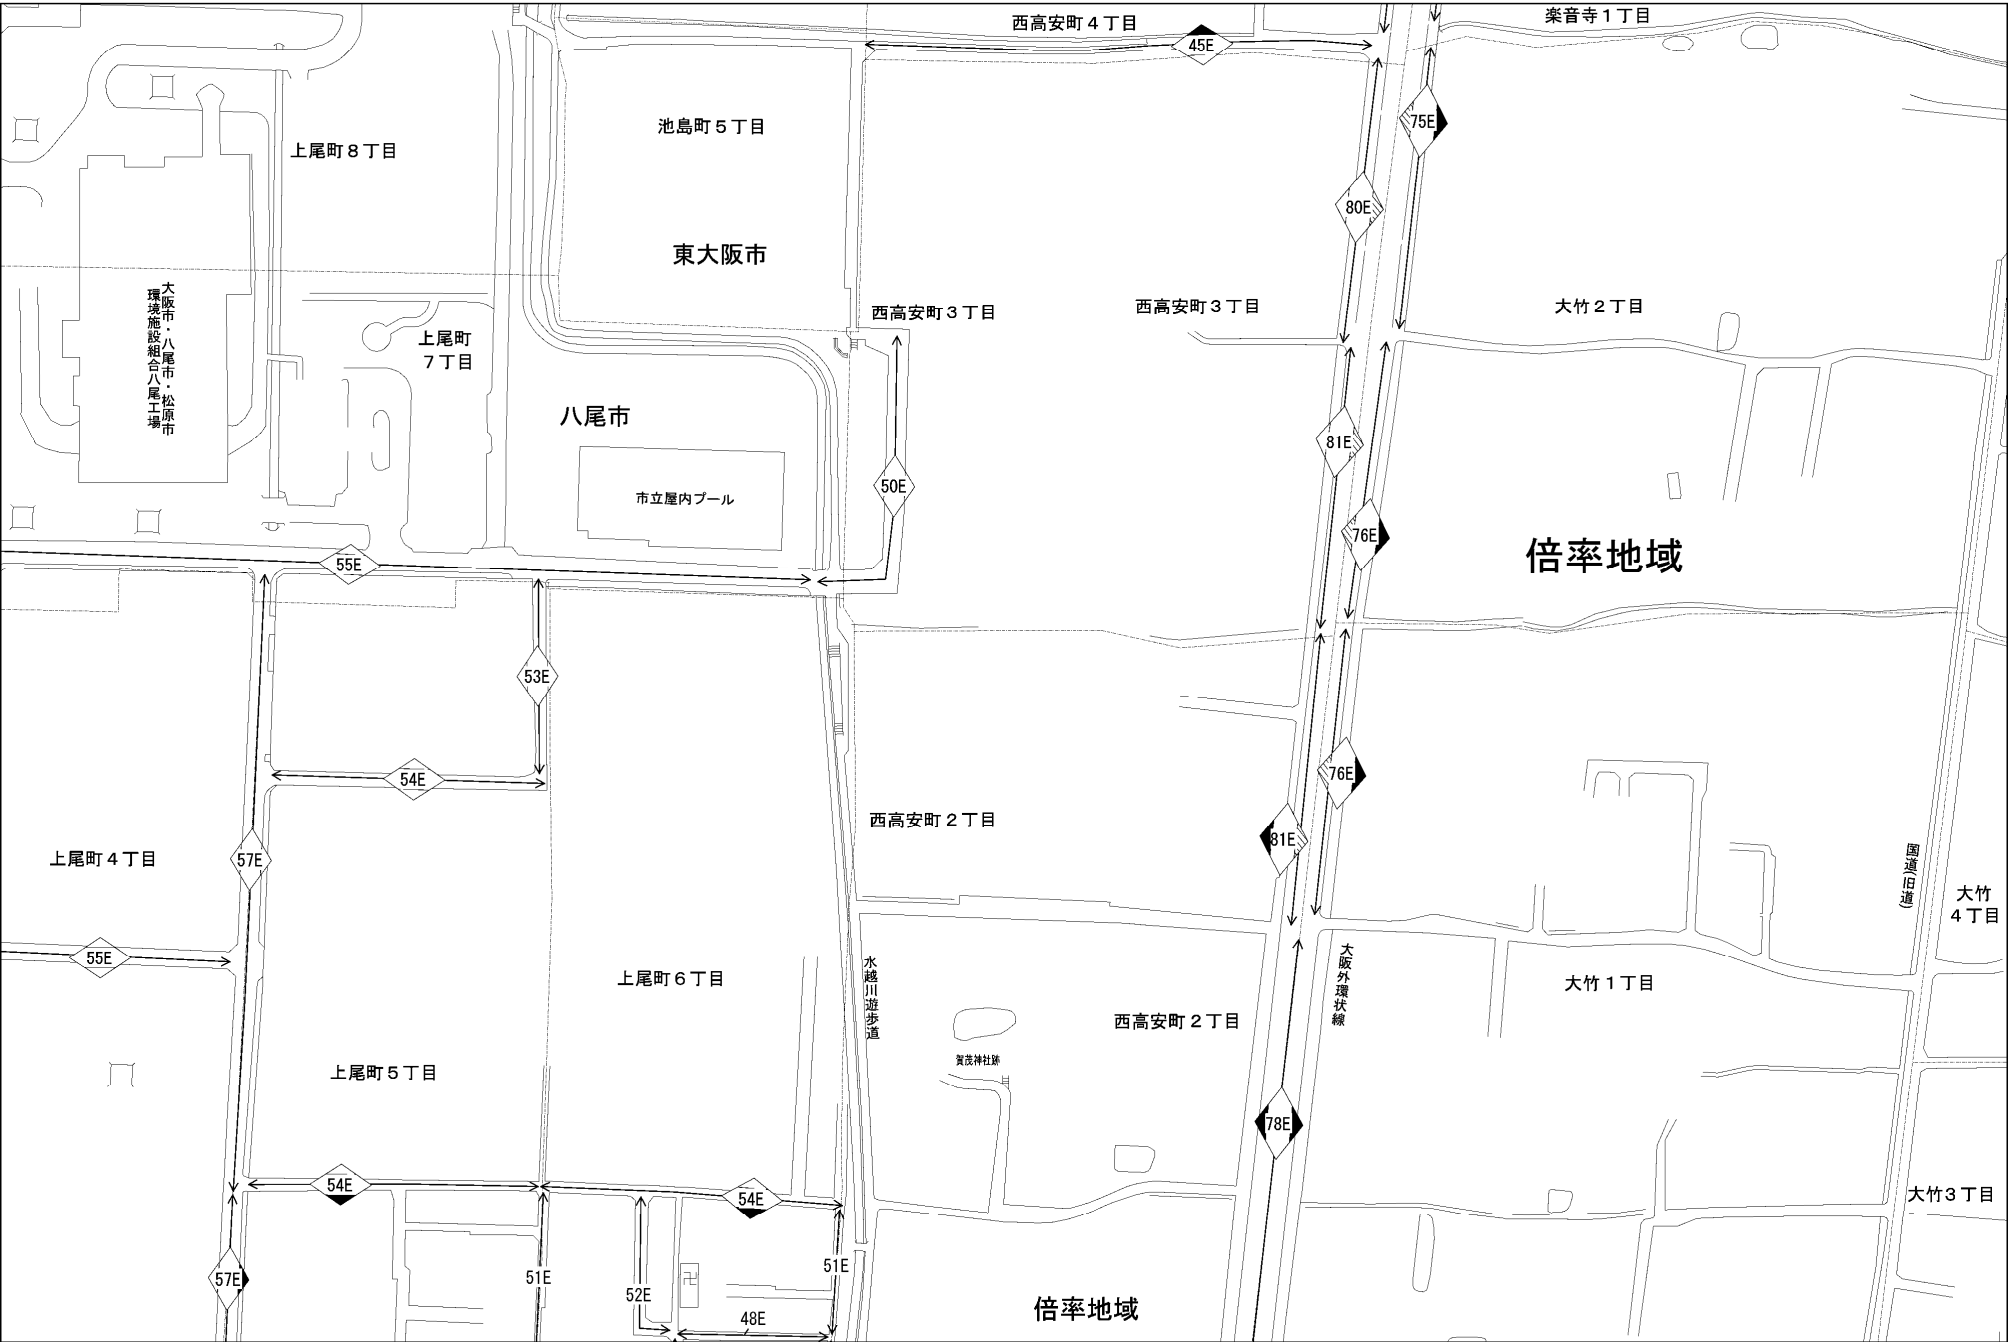 西高安町４丁目
楽音寺１丁目
45E
75E
池島町５丁目
上尾町８丁目
80E
東大阪市
大阪市・八尾市・松原市
環境施設組合八尾工場
西高安町３丁目
西高安町３丁目
大竹２丁目
上尾町
７丁目
八尾市
81E
市立屋内プール
50E
76E
倍率地域
55E
53E
54E
76E
西高安町２丁目
81E
上尾町４丁目
57E
国道(旧道)
大竹
４丁目
55E
上尾町６丁目
水越川遊歩道
大阪外環状線
大竹１丁目
西高安町２丁目
賀茂神社跡
上尾町５丁目
78E
54E
54E
大竹３丁目
57E
51E
52E
卍
51E
48E
倍率地域